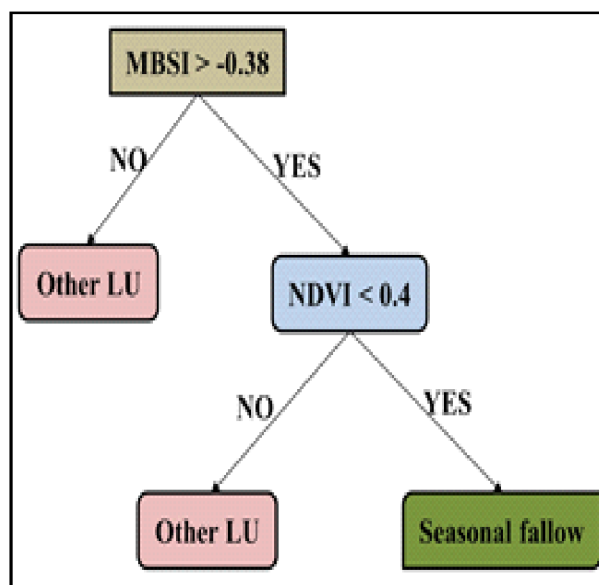 MBSI > -0.38
NO
YES
Other LU
NDVI < 0.4
NO
YES
Other LU
Seasonal fallow